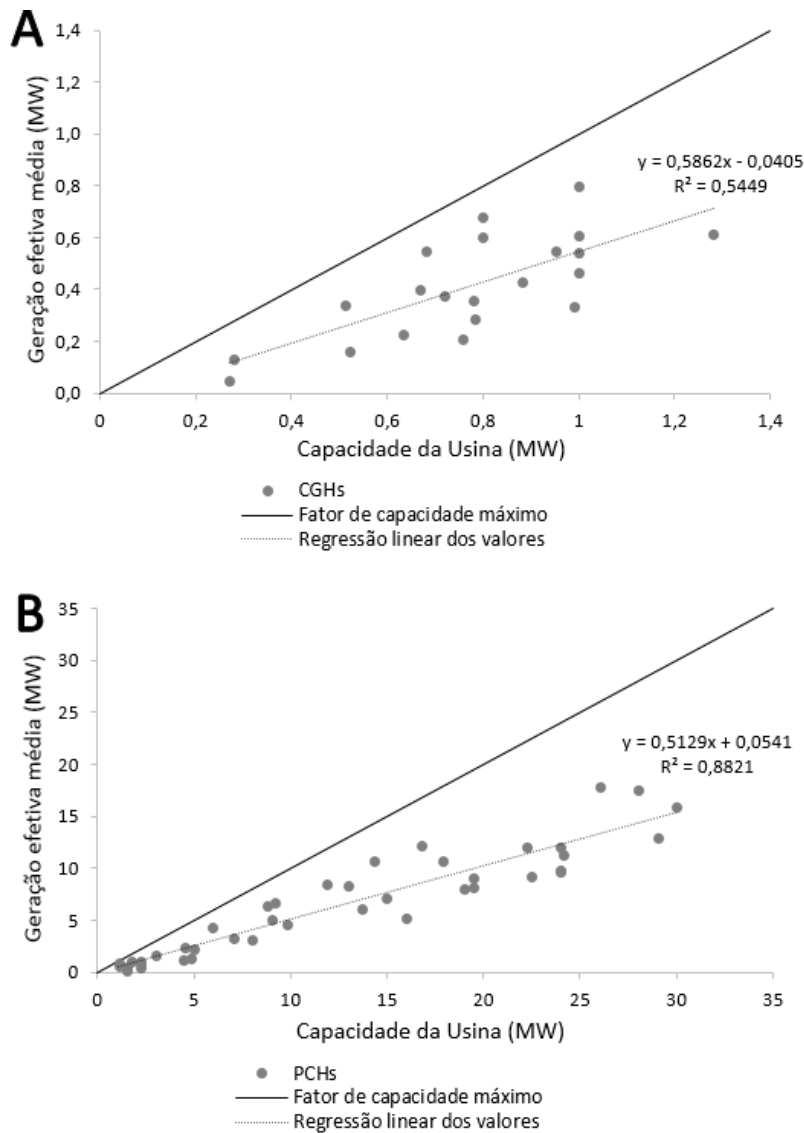 A
Geração efetiva média (MW)
1,4
1,2
1,0
0,8
0,6
0,4
0,2
0,0
y = 0,5862x - 0,0405
R² = 0,5449
0 0,2 0,4 0,6 0,8 1 1,2 1,4
Capacidade da Usina (MW)
CGHs
Fator de capacidade máximo
Regressão linear dos valores
B
Geração efetiva média (MW)
35
30
25
20
15
10
5
0
y = 0,5129x + 0,0541
R² = 0,8821
0 5 10 15 20 25 30 35
Capacidade da Usina (MW)
PCHs
Fator de capacidade máximo
Regressão linear dos valores